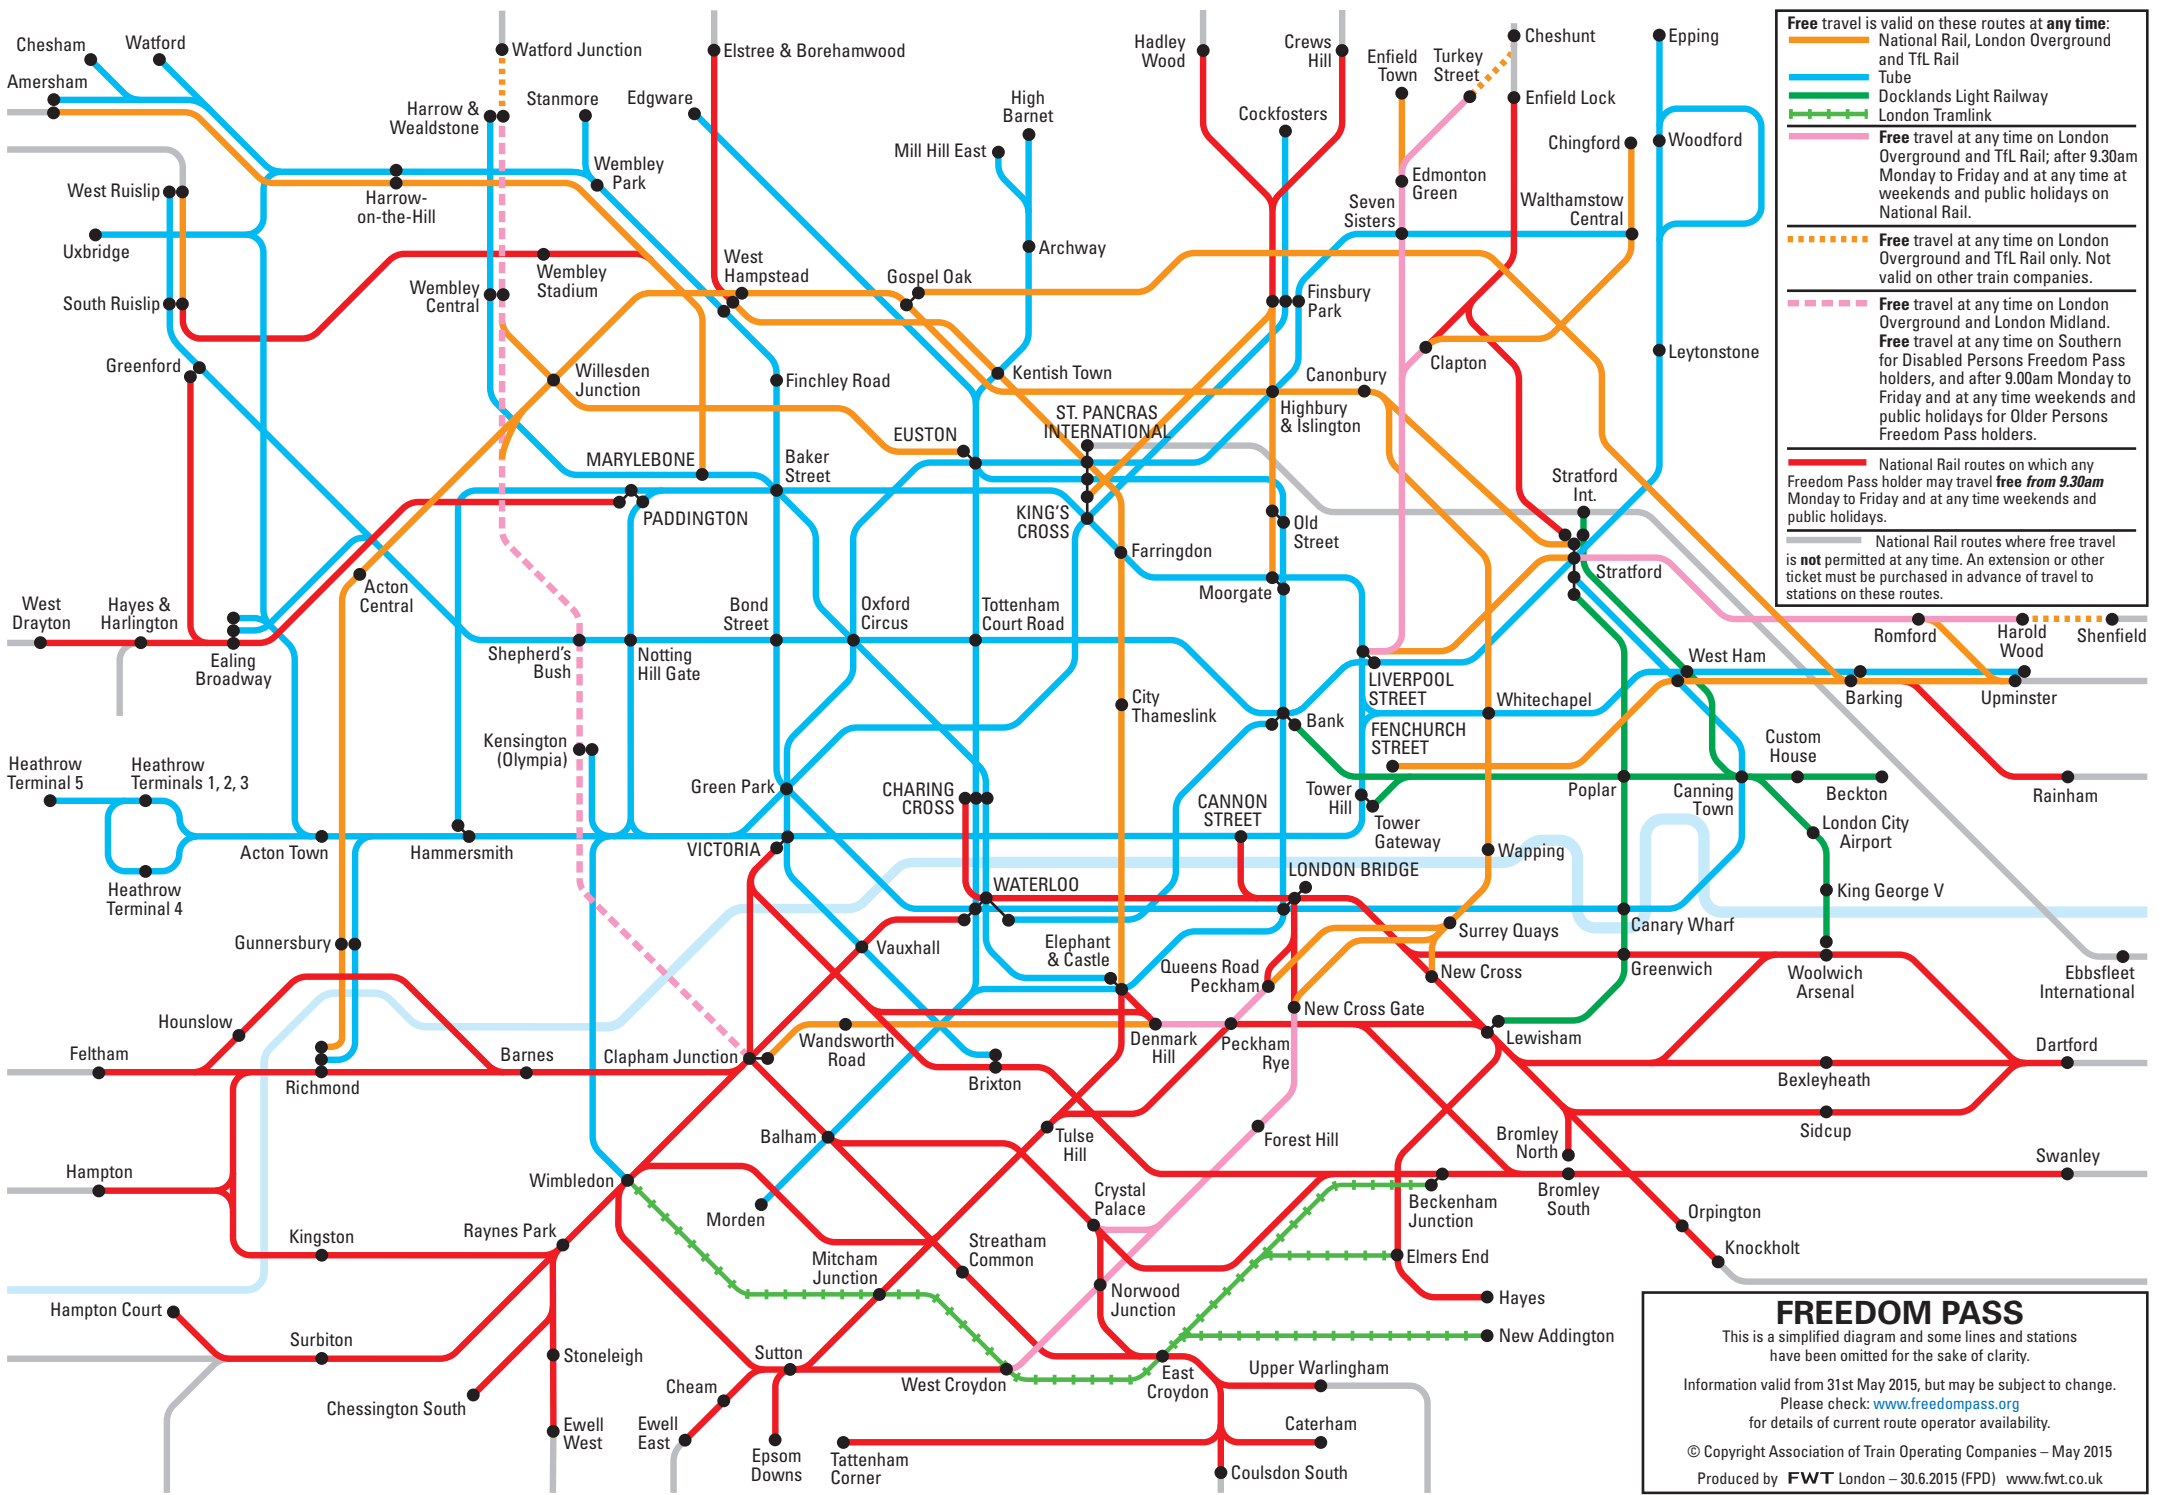 Chesham
Watford
Amersham
Watford Junction
Elstree & Borehamwood
Harrow &
Wealdstone
Stanmore
Edgware
High
Barnet
Mill Hill East
Hadley
Wood
Crews
Hill
Cockfosters
Enfield
Town
Turkey
Street
Cheshunt
Enfield Lock
Epping
Chingford
Woodford
West Ruislip
Harrow-
on-the-Hill
Wembley
Park
Uxbridge
Archway
Seven
Sisters
Edmonton
Green
Walthamstow
Central
South Ruislip
Wembley
Central
Wembley
Stadium
West
Hampstead
Gospel Oak
Finsbury
Park
Greenford
Willesden
Junction
Finchley Road
Kentish Town
Canonbury
Clapton
Leytonstone
ST. PANCRAS
INTERNATIONAL
Highbury
& Islington
EUSTON
MARYLEBONE
Baker
Street
PADDINGTON
KING'S
CROSS
Old
Street
Stratford
Int.
Farringdon
Moorgate
Stratford
Acton
Central
West
Drayton
Hayes &
Harlington
Ealing
Broadway
Shepherd's
Bush
Notting
Hill Gate
Bond
Street
Oxford
Circus
Tottenham
Court Road
Romford
Harold
Wood
Shenfield
LIVERPOOL
STREET
West Ham
Barking
Upminster
City
Thameslink
Bank
Whitechapel
FENCHURCH
STREET
Kensington
(Olympia)
Heathrow
Terminal 5
Heathrow
Terminals 1, 2, 3
Green Park
CHARING
CROSS
CANNON
STREET
Tower
Hill
Tower
Gateway
Poplar
Canning
Town
Custom
House
Beckton
Rainham
London City
Airport
Acton Town
Hammersmith
VICTORIA
Wapping
Heathrow
Terminal 4
WATERLOO
LONDON BRIDGE
King George V
Gunnersbury
Vauxhall
Elephant
& Castle
Queens Road
Peckham
Surrey Quays
Canary Wharf
New Cross
Greenwich
Woolwich
Arsenal
Ebbsfleet
International
Hounslow
Feltham
Richmond
Barnes
Clapham Junction
Wandsworth
Road
Brixton
Denmark
Hill
Peckham
Rye
New Cross Gate
Lewisham
Dartford
Bexleyheath
Balham
Tulse
Hill
Forest Hill
Bromley
North
Sidcup
Hampton
Wimbledon
Morden
Crystal
Palace
Beckenham
Junction
Bromley
South
Swanley
Kingston
Raynes Park
Mitcham
Junction
Streatham
Common
Elmers End
Orpington
Knockholt
Hampton Court
Surbiton
Norwood
Junction
Hayes
Stoneleigh
Sutton
New Addington
Chessington South
Cheam
West Croydon
East
Croydon
Upper Warlingham
Ewell
West
Ewell
East
Epsom
Downs
Tattenham
Corner
Caterham
Coulsdon South
Free travel is valid on these routes at any time:
National Rail, London Overground
and TfL Rail
Tube
Docklands Light Railway
London Tramlink
Free travel at any time on London
Overground and TfL Rail; after 9.30am
Monday to Friday and at any time at
weekends and public holidays on
National Rail.
Free travel at any time on London
Overground and TfL Rail only. Not
valid on other train companies.
Free travel at any time on London
Overground and London Midland.
Free travel at any time on Southern
for Disabled Persons Freedom Pass
holders, and after 9.00am Monday to
Friday and at any time weekends and
public holidays for Older Persons
Freedom Pass holders.
National Rail routes on which any
Freedom Pass holder may travel free from 9.30am
Monday to Friday and at any time weekends and
public holidays.
National Rail routes where free travel
is not permitted at any time. An extension or other
ticket must be purchased in advance of travel to
stations on these routes.
FREEDOM PASS
This is a simplified diagram and some lines and stations
have been omitted for the sake of clarity.
Information valid from 31st May 2015, but may be subject to change.
Please check: www.freedompass.org
for details of current route operator availability.
© Copyright Association of Train Operating Companies – May 2015
Produced by FWT London – 30.6.2015 (FPD) www.fwt.co.uk